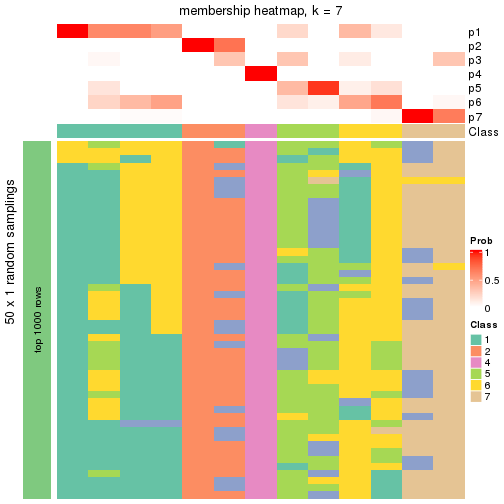 membership heatmap, k = 7
p1
p2
p3
p4
p5
p6
p7
Class
50 x 1 random samplings
top 1000 rows
Prob
1
0.5
0
Class
1
2
4
5
6
7